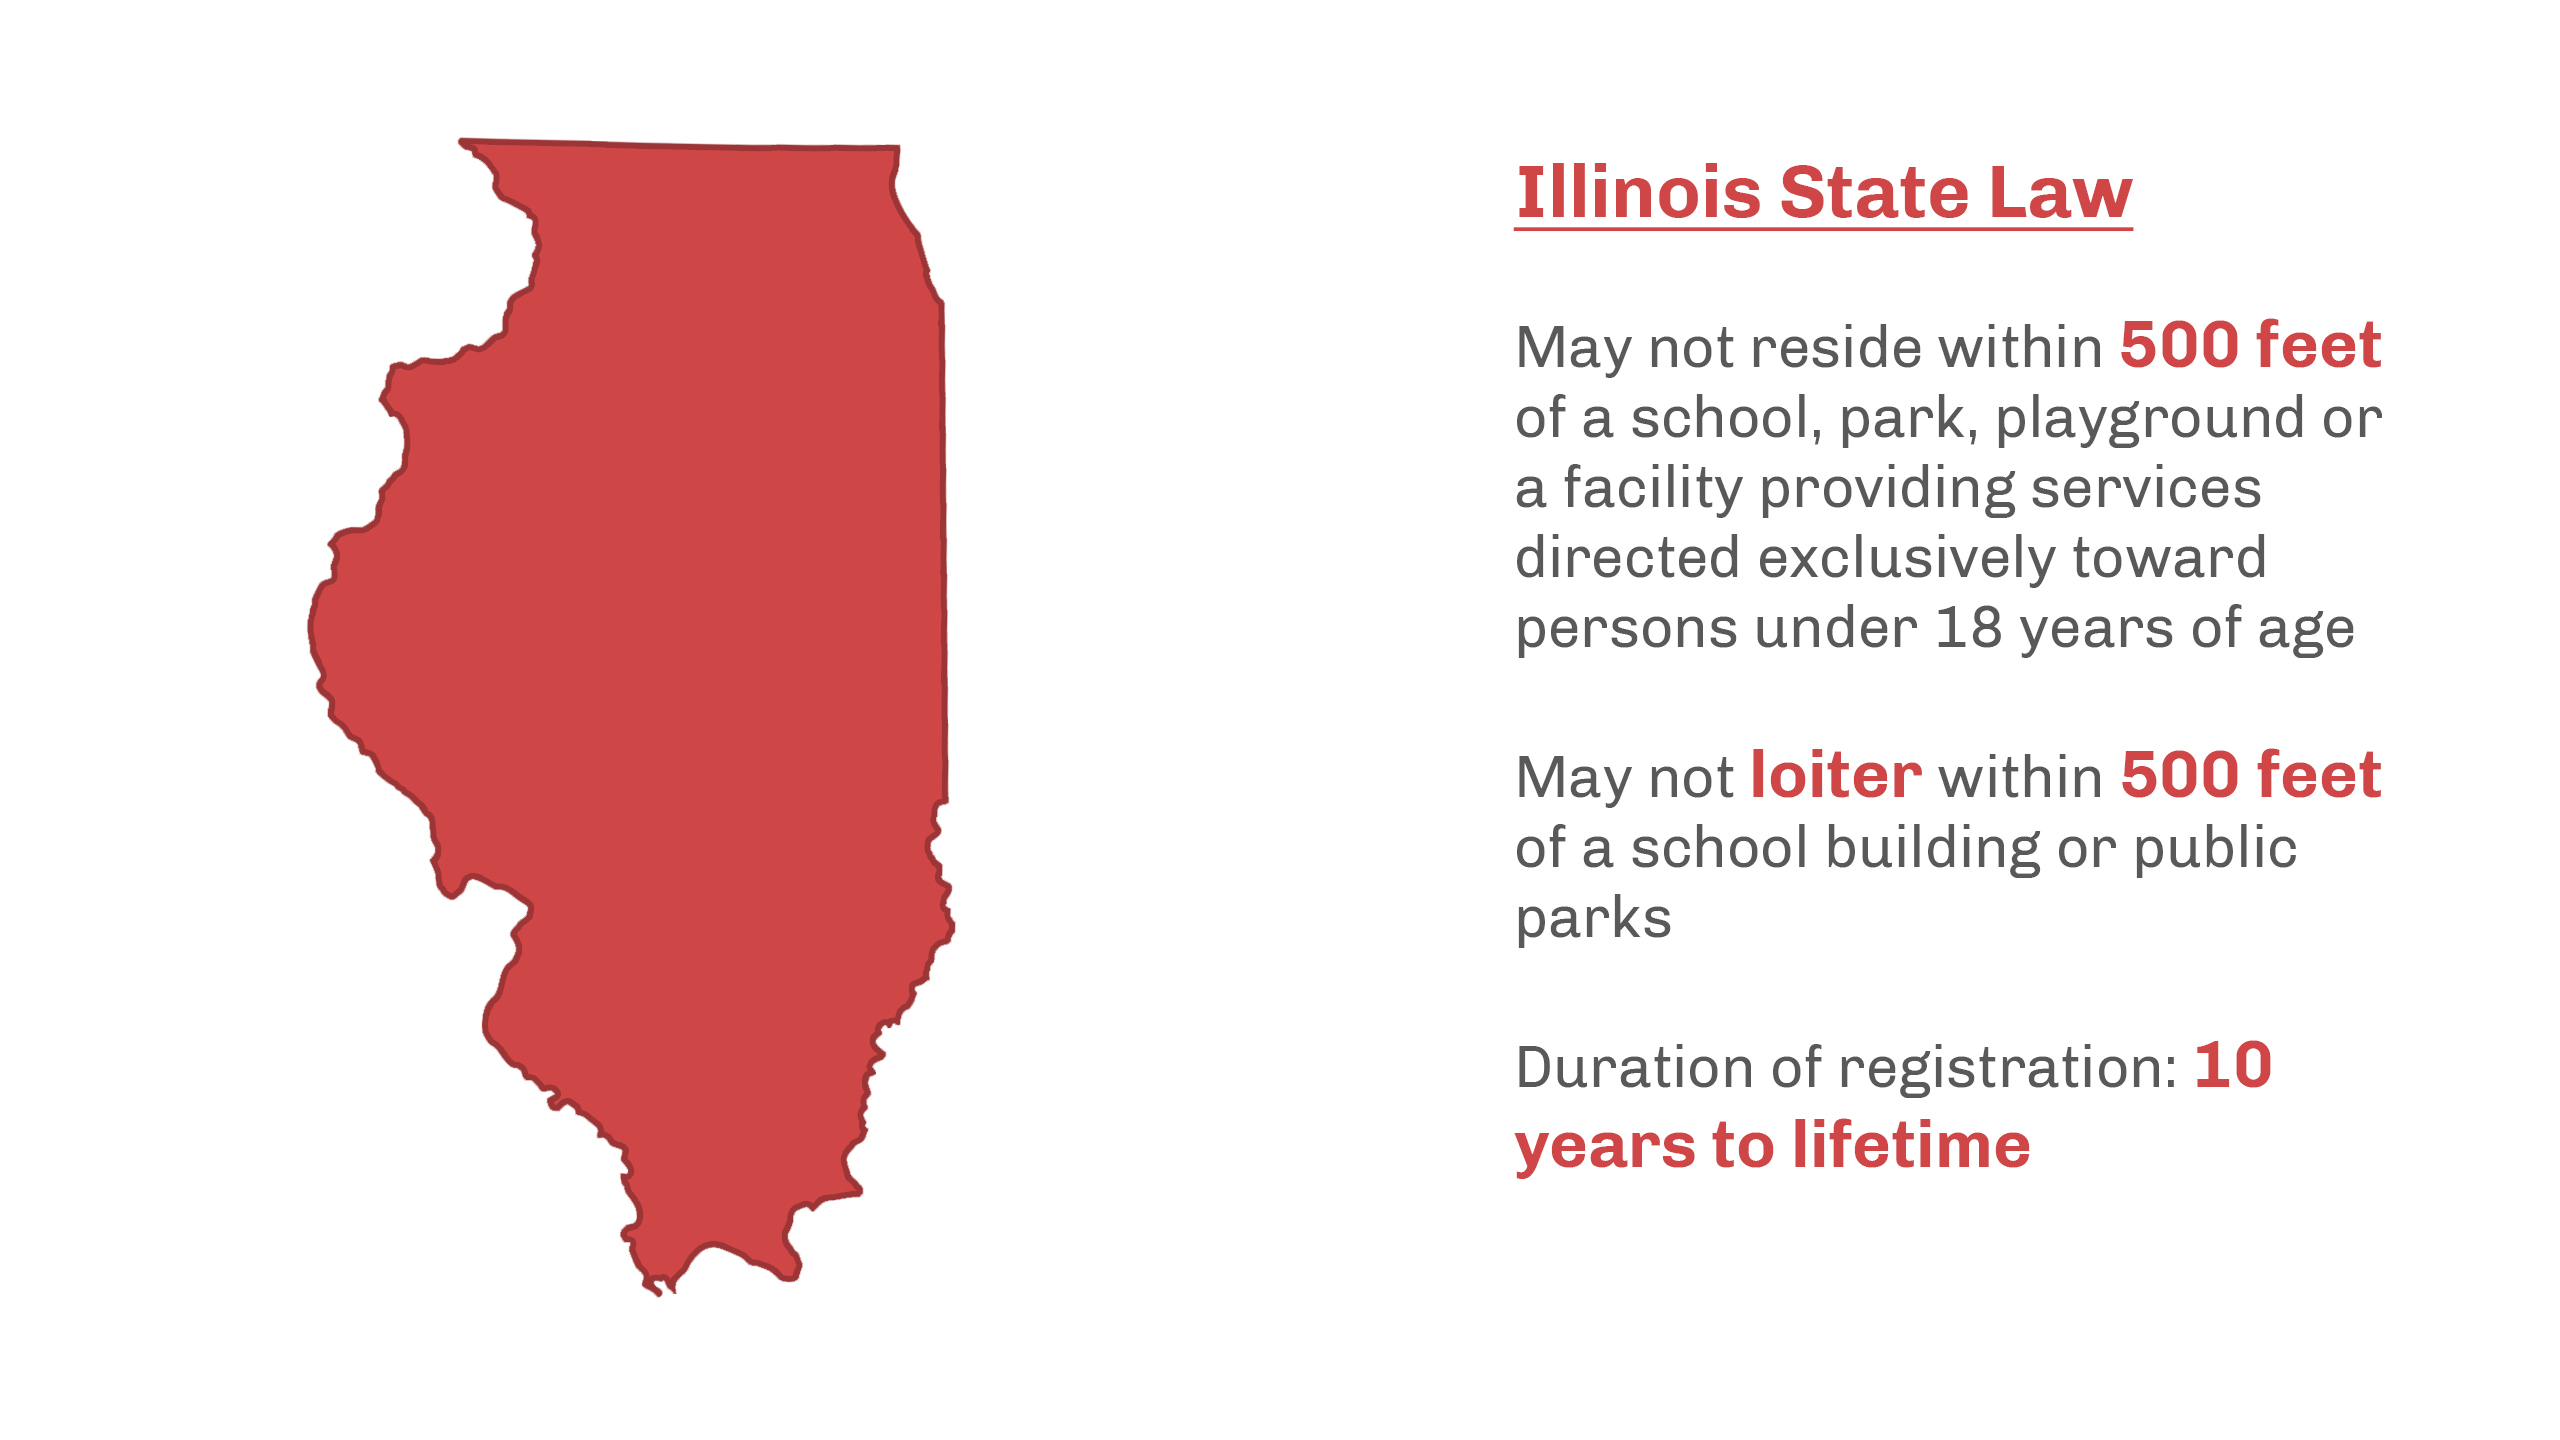 Illinois State Law
May not reside within 500 feet
of a school, park, playground or
a facility providing services
directed exclusively toward
persons under 18 years of age
May not loiter within 500 feet
of a school building or public
parks
Duration of registration: 10
years to lifetime